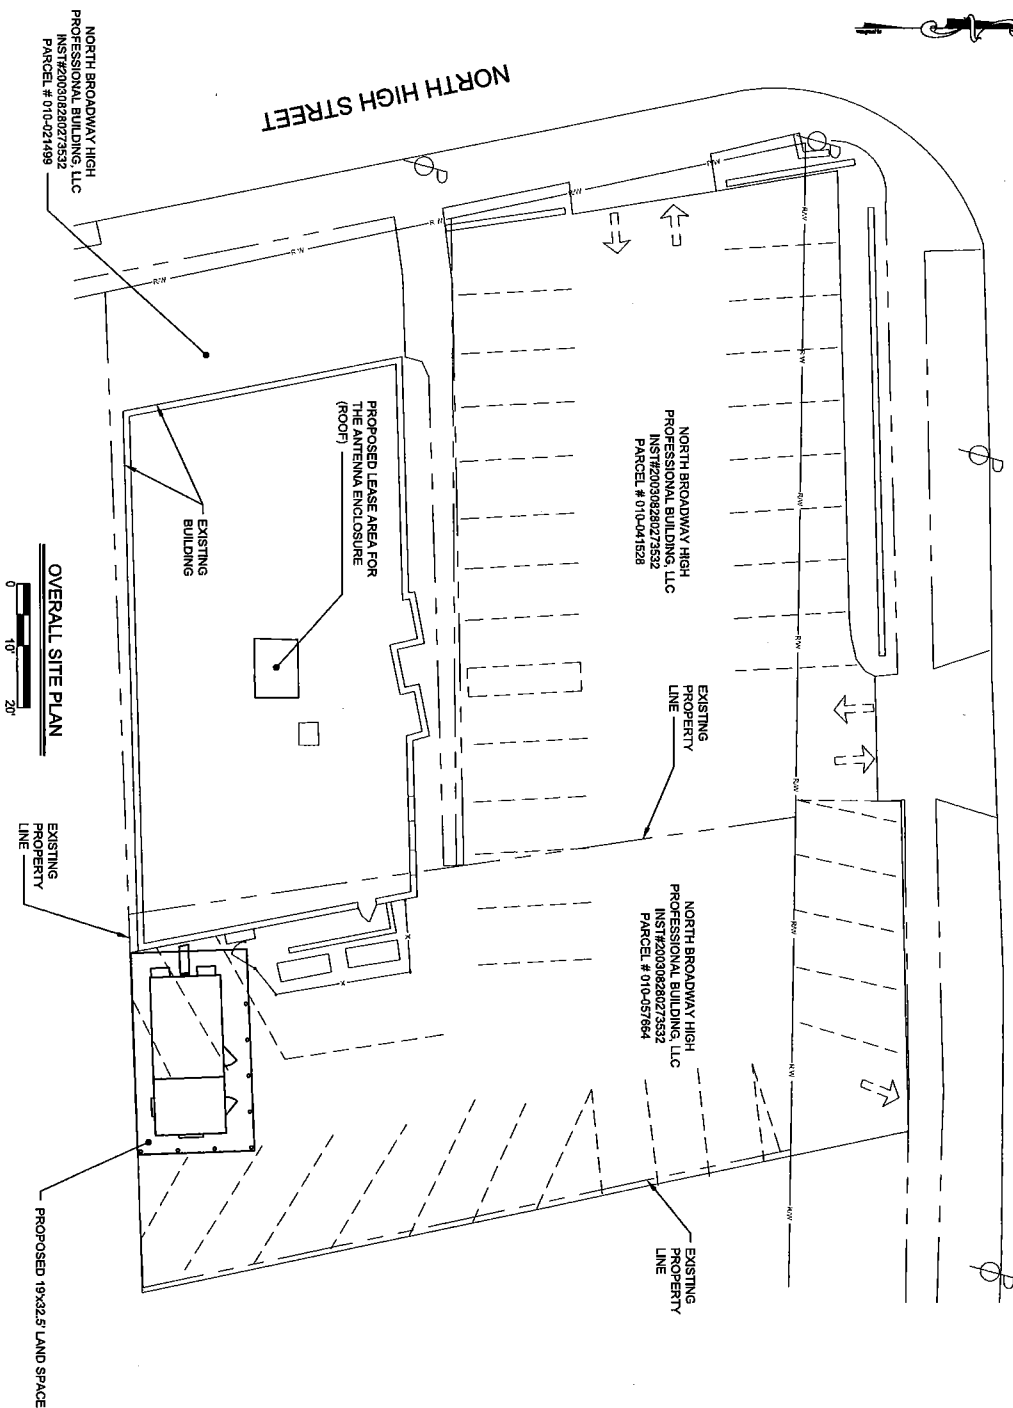 NORTH HIGH STREET
NORTH BROADWAY HIGH
PROFESSIONAL BUILDING, LLC
INST#200308280273532
PARCEL # 010-021499
NORTH BROADWAY HIGH
PROFESSIONAL BUILDING, LLC
INST#200308280273532
PARCEL # 010-041528
PROPOSED LEASE AREA FOR
THE ANTENNA ENCLOSURE
(ROOF)
EXISTING
BUILDING
EXISTING
PROPERTY
LINE
NORTH BROADWAY HIGH
PROFESSIONAL BUILDING, LLC
INST#200308280273532
PARCEL # 010-057664
EXISTING
PROPERTY
LINE
EXISTING
PROPERTY
LINE
PROPOSED 19'x32.5' LAND SPACE
R/W
R/W
R/W
R/W
R/W
R/W
R/W
R/W
R/W
R/W
R/W
R/W
R/W
R/W
P
P
P
P
X
X
OVERALL SITE PLAN
0 10' 20'